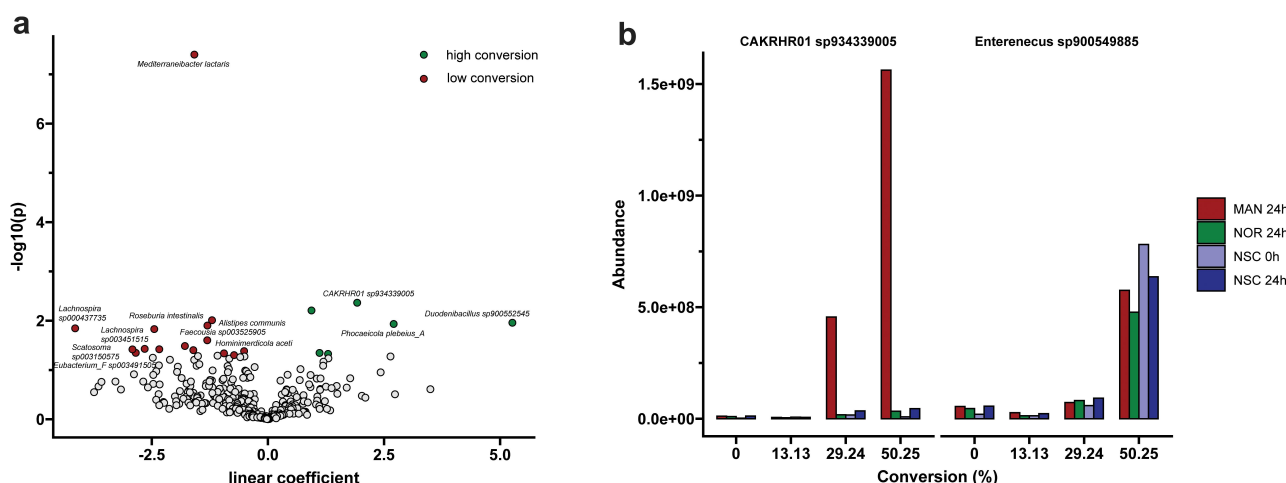 a
-log10(p)
6
4
2
0
-2.5
0.0
2.5
5.0
linear coefficient
high conversion
low conversion
Mediterraneibacter lactaris
CAKRHR01 sp934339005
Duodenibacillus sp900552545
Phocaeicola plebeius_A
Lachnospira
sp000437735
Roseburia intestinalis
Alistipes communis
Lachnospira
sp003451515
Faecousia sp003525905
Scatosoma
sp003150575
Hominimerdicola aceti
Eubacterium_F sp003491505
b
CAKRHR01 sp934339005
Enterenecus sp900549885
Abundance
1.5e+09
1.0e+09
5.0e+08
0.0e+00
0
13.13
29.24
50.25
0
13.13
29.24
50.25
Conversion (%)
MAN 24h
NOR 24h
NSC 0h
NSC 24h